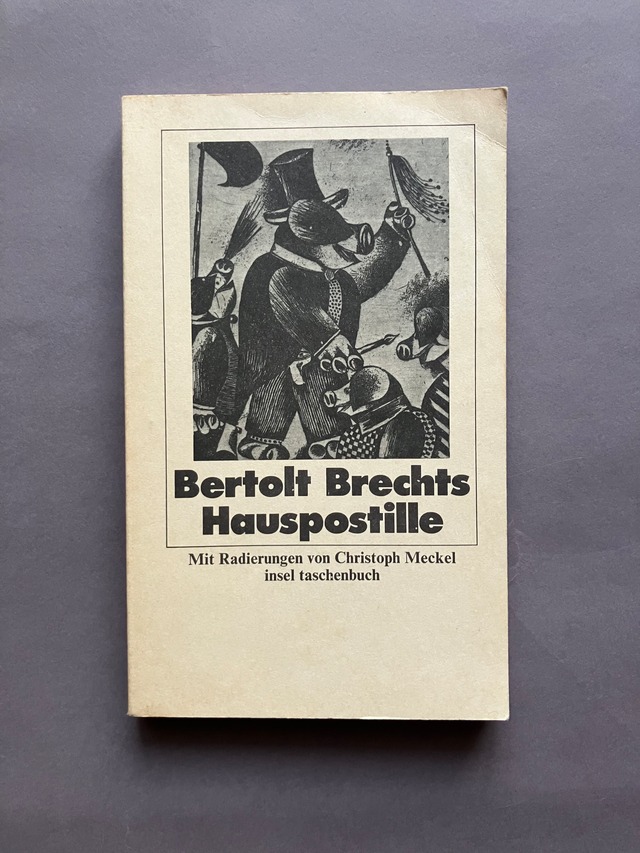 Bertolt Brechts
Hauspostille
Mit Radierungen von Christoph Meckel
insel taschenbuch